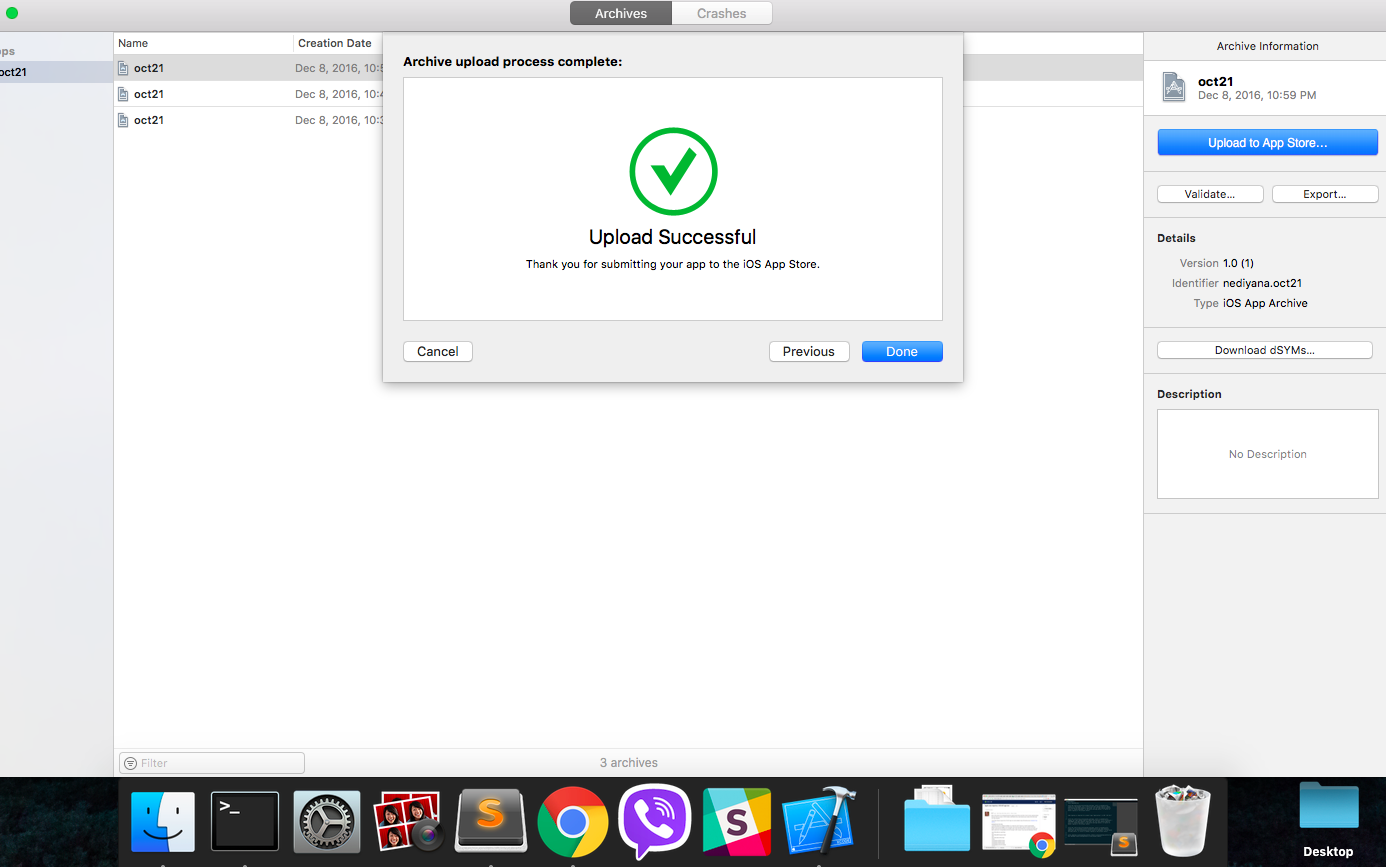 Archives Crashes
ops
oct21
Name Creation Date
oct21 Dec 8, 2016, 10:5
oct21 Dec 8, 2016, 10:4
oct21 Dec 8, 2016, 10:3
Archive upload process complete:
Upload Successful
Thank you for submitting your app to the iOS App Store.
Cancel Previous Done
Archive Information
oct21
Dec 8, 2016, 10:59 PM
Upload to App Store...
Validate... Export...
Details
Version 1.0 (1)
Identifier nediyana.oct21
Type iOS App Archive
Download dSYMs...
Description
No Description
Filter 3 archives
>_
S
S
S
Desktop